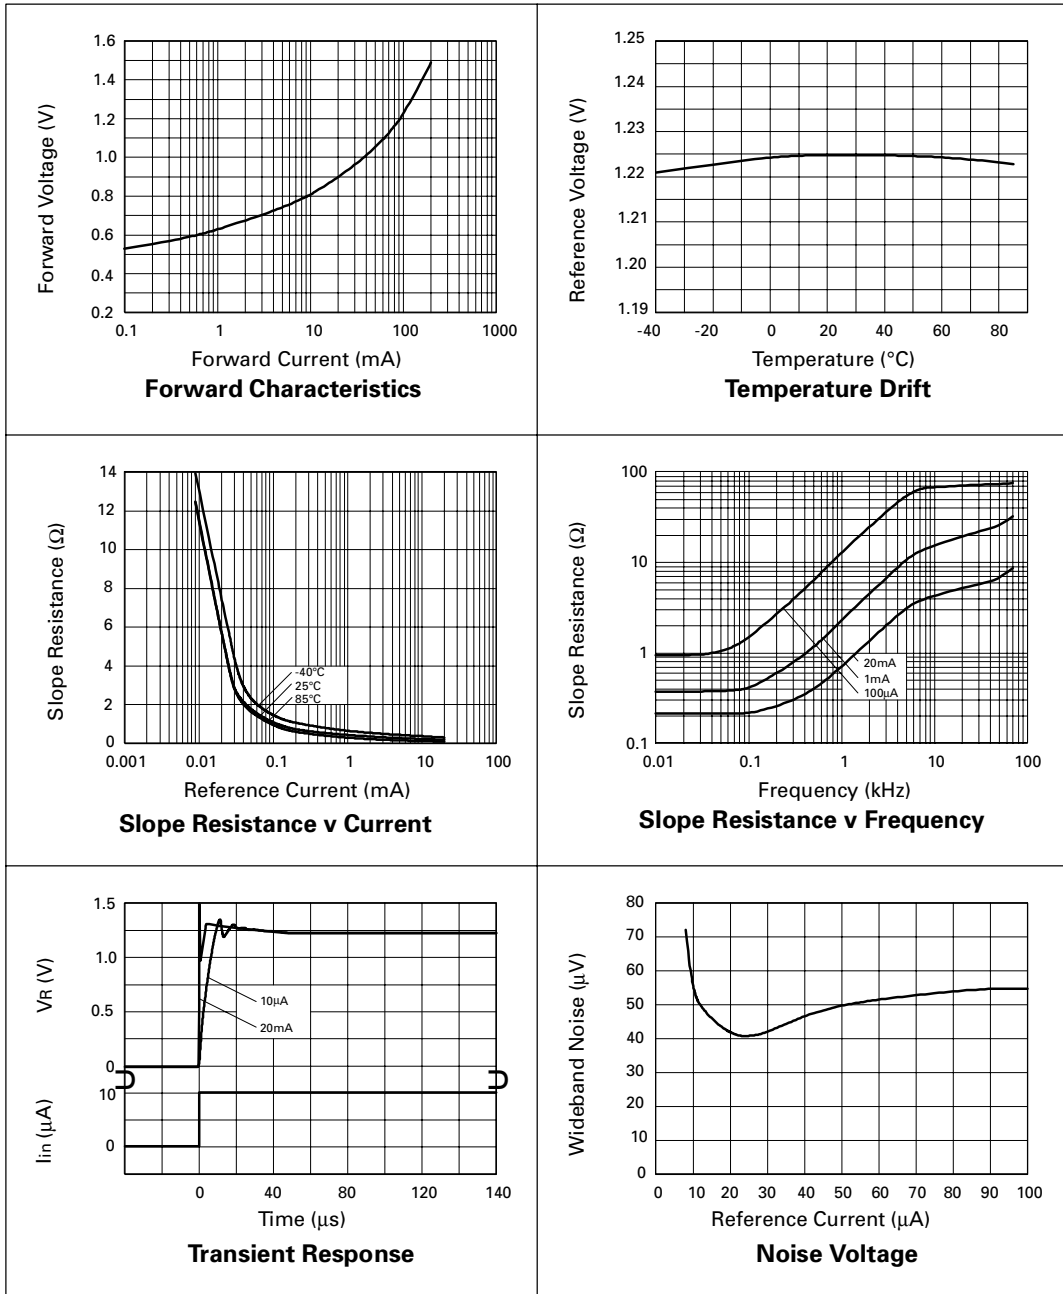 1.6
1.4
1.2
1.0
0.8
0.6
0.4
0.2
Forward Voltage (V)
0.1 1 10 100 1000
Forward Current (mA)
Forward Characteristics
1.25
1.24
1.23
1.22
1.21
1.20
1.19
Reference Voltage (V)
-40 -20 0 20 40 60 80
Temperature (°C)
Temperature Drift
14
12
10
8
6
4
2
0
Slope Resistance (Ω)
-40°C
25°C
85°C
0.001 0.01 0.1 1 10 100
Reference Current (mA)
Slope Resistance v Current
100
10
1
0.1
Slope Resistance (Ω)
20mA
1mA
100µA
0.01 0.1 1 10 100
Frequency (kHz)
Slope Resistance v Frequency
1.5
1.0
0.5
0
VR (V)
10µA
20mA
10
0
Iin (µA)
0 40 80 120 140
Time (µs)
Transient Response
80
70
60
50
40
30
20
10
0
Wideband Noise (µV)
0 10 20 30 40 50 60 70 80 90 100
Reference Current (µA)
Noise Voltage